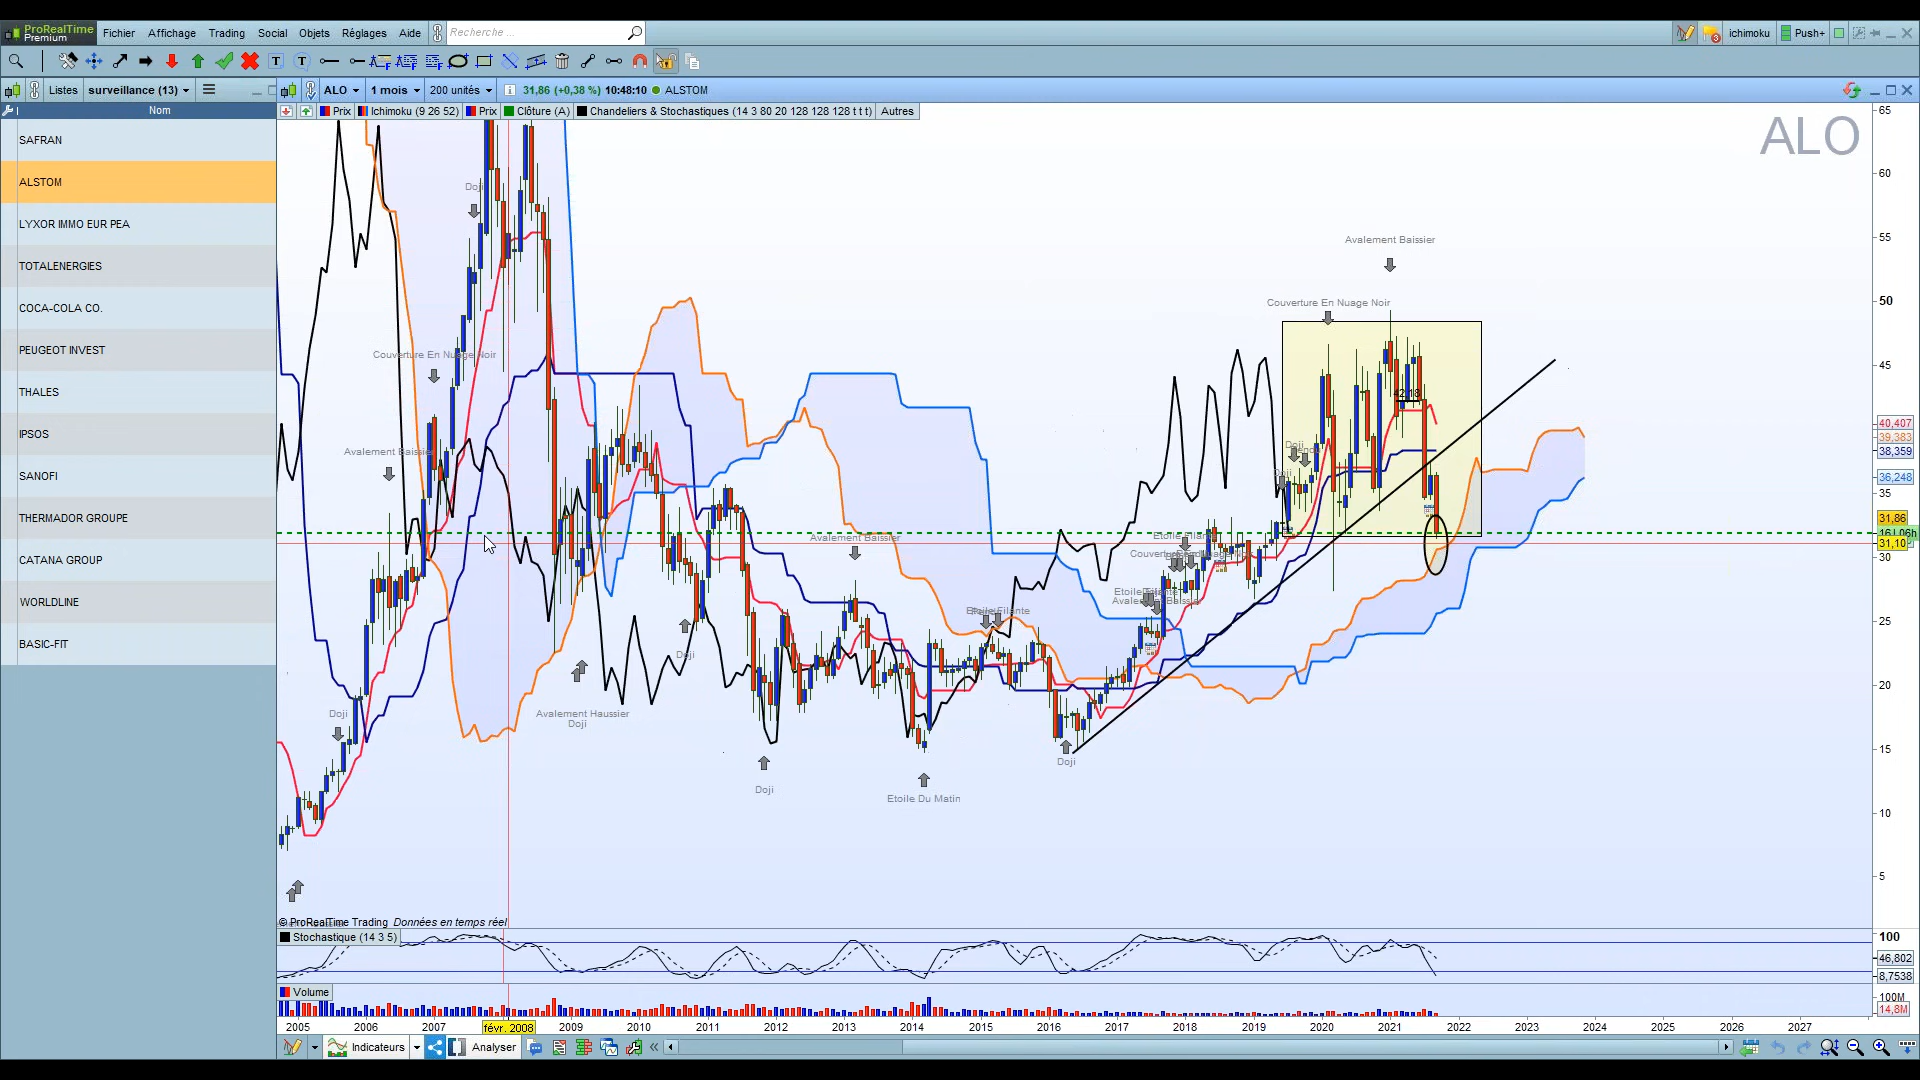 ProRealTime
Premium
Fichier Affichage Trading Social Objets Réglages Aide Recherche ... ichimoku Push+
Listes surveillance (13) ALO 1 mois 200 unités 31,86 (+0,38 %) 10:48:10 ALSTOM
Nom
Prix Ichimoku (9 26 52) Prix Clôture (A) Chandeliers & Stochastiques (14 3 80 20 128 128 128 t t t) Autres
ALO
SAFRAN
ALSTOM
LYXOR IMMO EUR PEA
TOTALENERGIES
COCA-COLA CO.
PEUGEOT INVEST
THALES
IPSOS
SANOFI
THERMADOR GROUPE
CATANA GROUP
WORLDLINE
BASIC-FIT
Doji
Couverture En Nuage Noir
Avalement Baissier
Doji
Avalement Haussier
Doji
Doji
Doji
Avalement Baissier
Etoile Du Matin
Etoile Filante
Doji
Etoile Filante
Doji
Couverture En Nuage Noir
Avalement Baissier
42,18
65
60
55
50
45
40,407
39,383
38,359
36,248
35
31,86
31,10
30
25
20
15
10
5
© ProRealTime Trading Données en temps réel
Stochastique (14 3 5)
100
46,802
8,7538
Volume
100M
14,8M
2005 2006 2007 févr. 2008 2009 2010 2011 2012 2013 2014 2015 2016 2017 2018 2019 2020 2021 2022 2023 2024 2025 2026 2027
Indicateurs Analyser